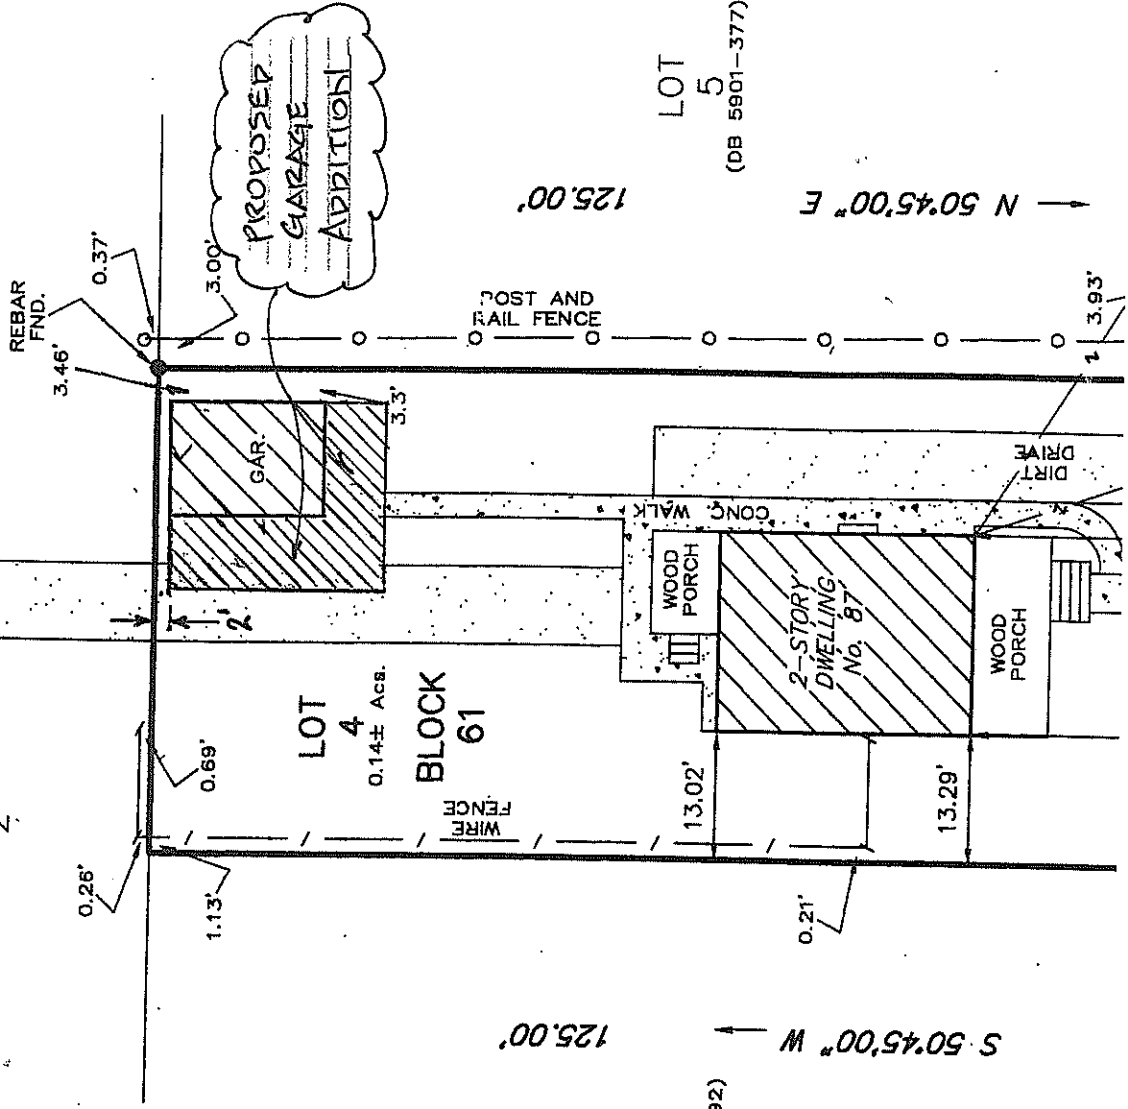 REBAR
FND.
0.37'
3.46'
3.00'
PROPOSED
GARAGE
ADDITION
LOT
5
(DB 5901-377)
125.00'
N 50°45'00" E
POST AND
RAIL FENCE
3.93'
3.3'
GAR.
2'
CONC. WALK
DIRT
DRIVE
WOOD
PORCH
2-STORY
DWELLING
No. 87
WOOD
PORCH
LOT
4
0.14± Acs.
BLOCK
61
0.69'
0.26'
1.13'
WIRE
FENCE
13.02'
13.29'
0.21'
125.00'
S 50°45'00" W
92)